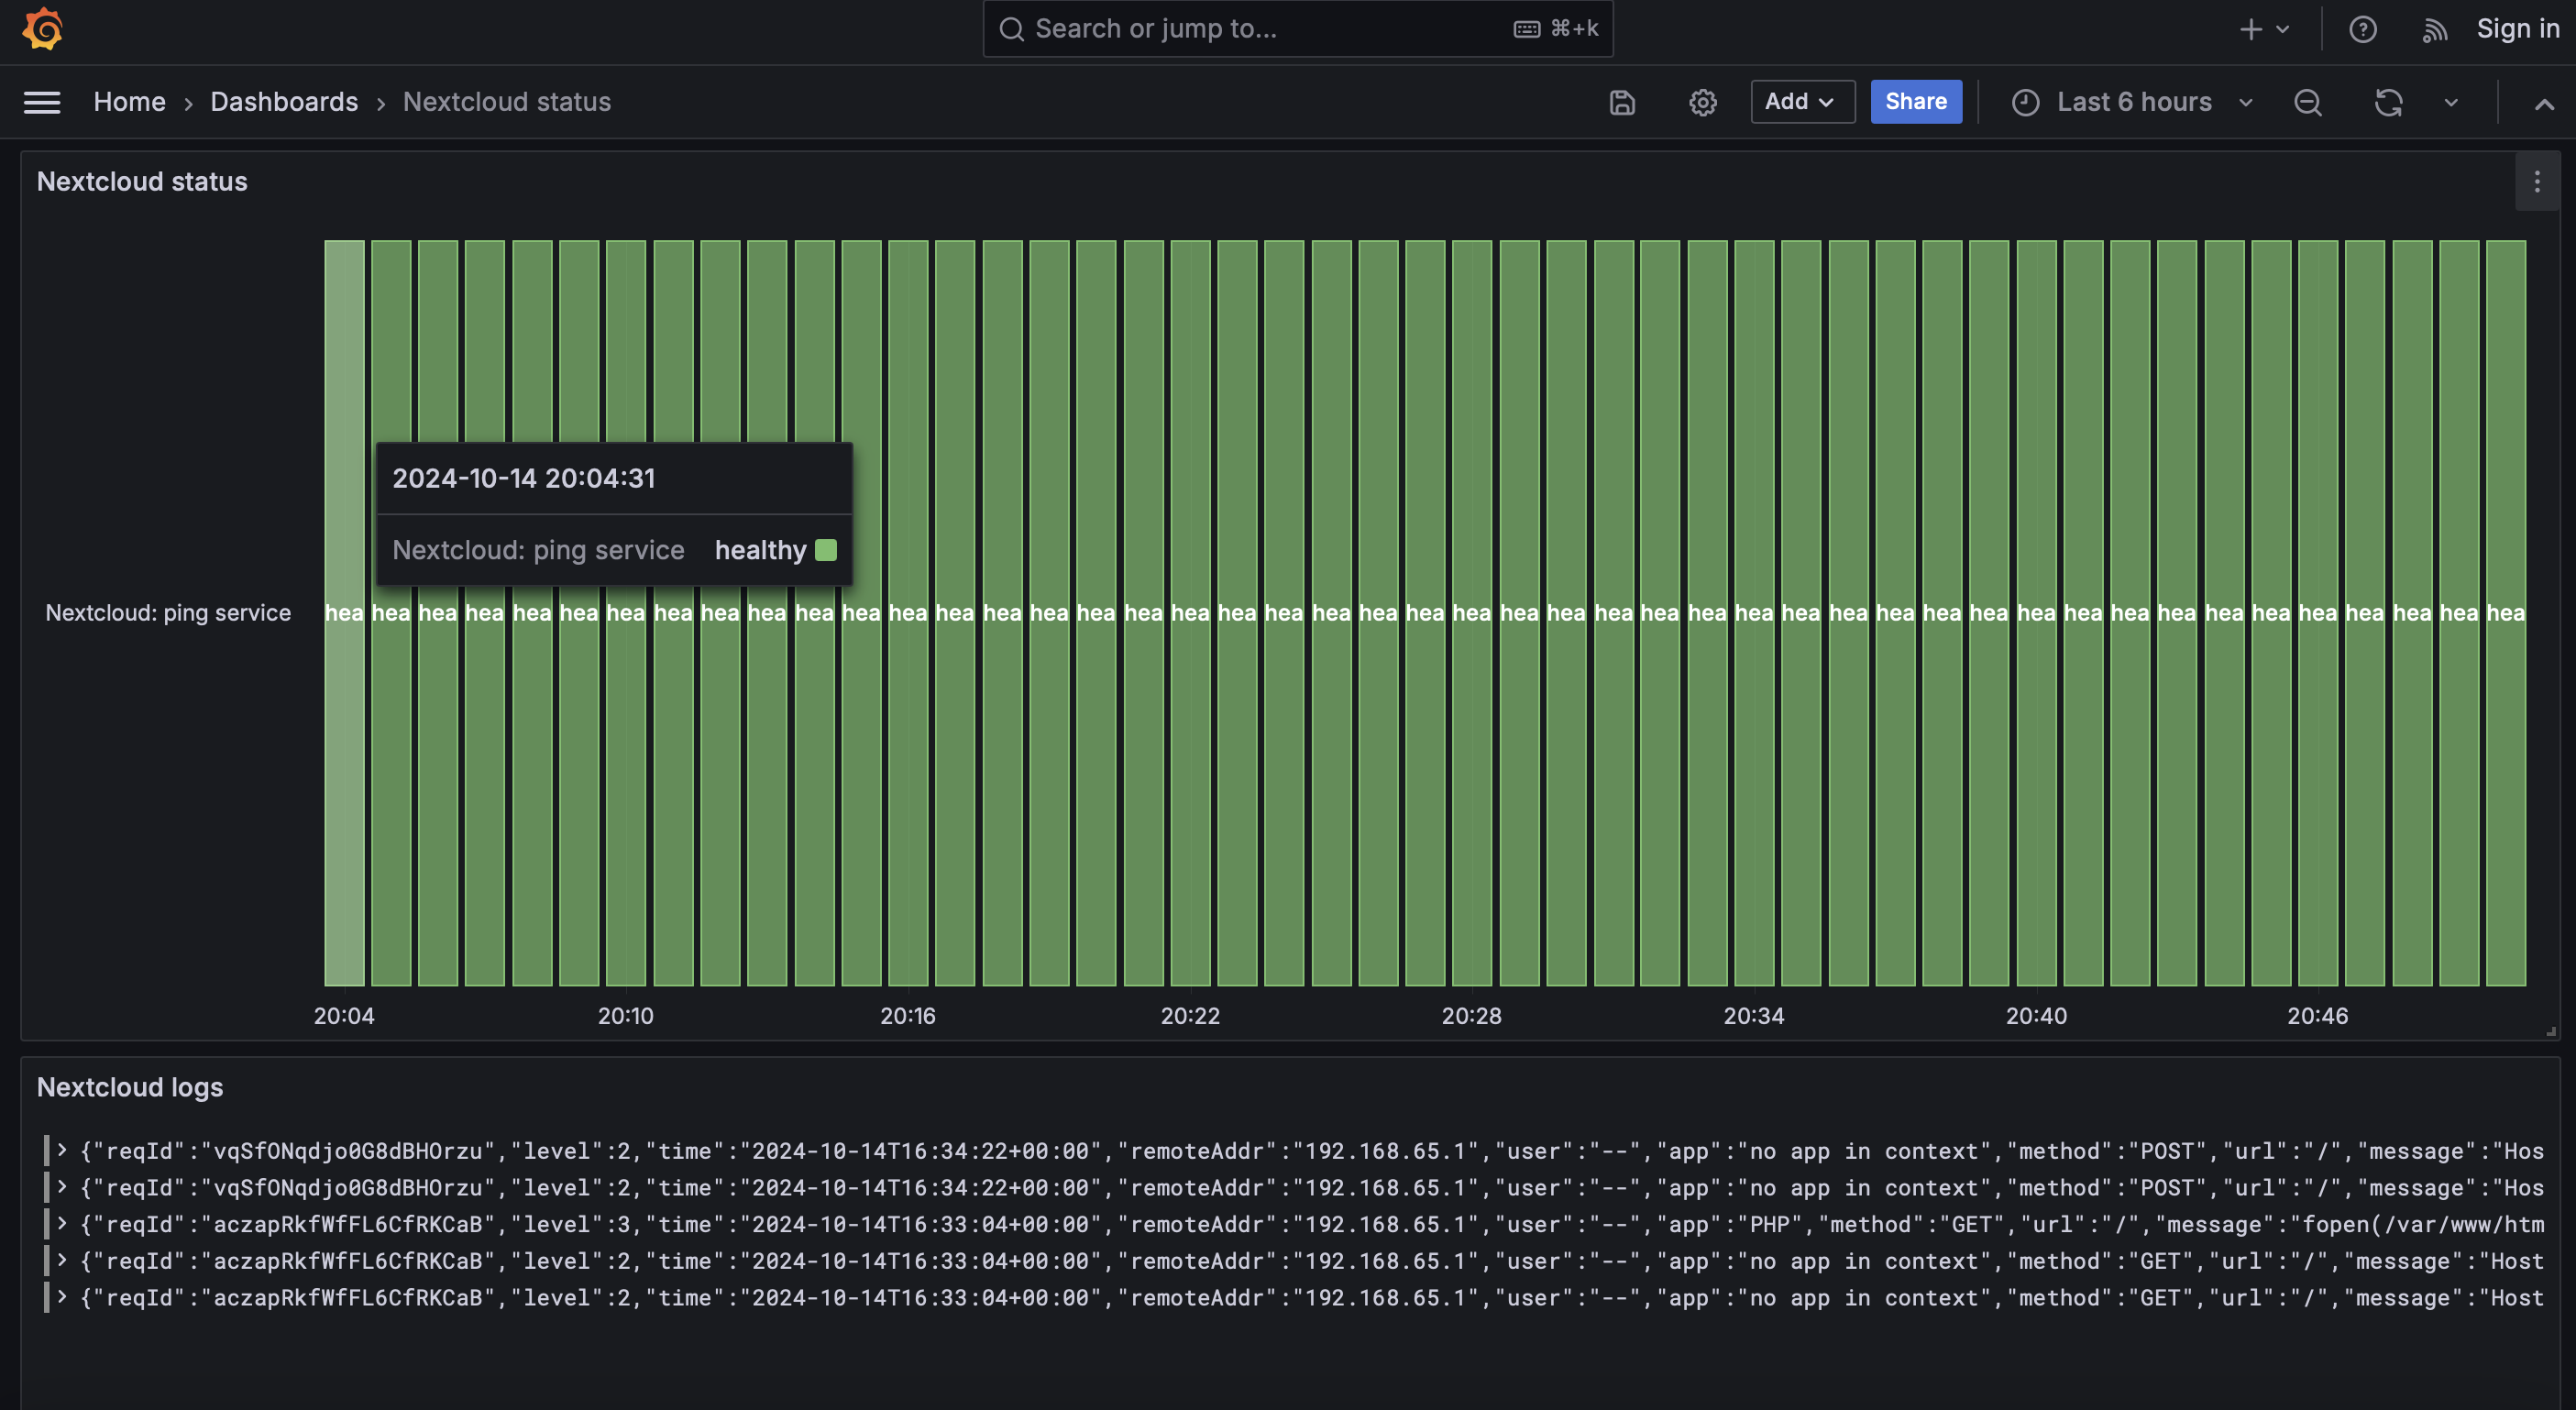 Search or jump to... ⌘+k Sign in
Home › Dashboards › Nextcloud status Add Share Last 6 hours
Nextcloud status
2024-10-14 20:04:31
Nextcloud: ping service healthy
Nextcloud: ping service hea hea hea hea hea hea hea hea hea hea hea hea hea hea hea hea hea hea hea hea hea hea hea hea hea hea hea hea hea hea hea hea hea hea hea hea hea hea hea hea hea hea hea hea hea hea hea
20:04 20:10 20:16 20:22 20:28 20:34 20:40 20:46
Nextcloud logs
{"reqId":"vqSfONqdjo0G8dBHOrzu","level":2,"time":"2024-10-14T16:34:22+00:00","remoteAddr":"192.168.65.1","user":"--","app":"no app in context","method":"POST","url":"/","message":"Hos
{"reqId":"vqSfONqdjo0G8dBHOrzu","level":2,"time":"2024-10-14T16:34:22+00:00","remoteAddr":"192.168.65.1","user":"--","app":"no app in context","method":"POST","url":"/","message":"Hos
{"reqId":"aczapRkfWfFL6CfRKCaB","level":3,"time":"2024-10-14T16:33:04+00:00","remoteAddr":"192.168.65.1","user":"--","app":"PHP","method":"GET","url":"/","message":"fopen(/var/www/htm
{"reqId":"aczapRkfWfFL6CfRKCaB","level":2,"time":"2024-10-14T16:33:04+00:00","remoteAddr":"192.168.65.1","user":"--","app":"no app in context","method":"GET","url":"/","message":"Host
{"reqId":"aczapRkfWfFL6CfRKCaB","level":2,"time":"2024-10-14T16:33:04+00:00","remoteAddr":"192.168.65.1","user":"--","app":"no app in context","method":"GET","url":"/","message":"Host